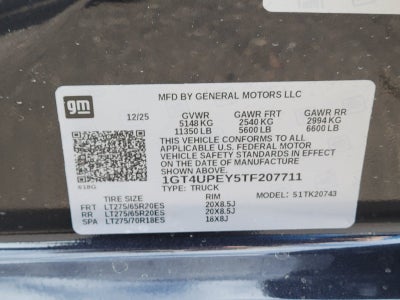 gm
MFD BY GENERAL MOTORS LLC
12/25 GVWR GAWR FRT GAWR RR
5148 KG 2540 KG 2994 KG
11350 LB 5600 LB 6600 LB
THIS VEHICLE CONFORMS TO ALL
APPLICABLE U.S. FEDERAL MOTOR
VEHICLE SAFETY STANDARDS IN EFFECT
ON THE DATE OF MANUFACTURE
SHOWN ABOVE.
1GT4UPEY5TF207711
TYPE: TRUCK
TIRE SIZE RIM MODEL: 51TK20743
FRT LT275/65R20ES 20X8.5J
RR LT275/65R20ES 20X8.5J
SPA LT275/70R18ES 18X8J